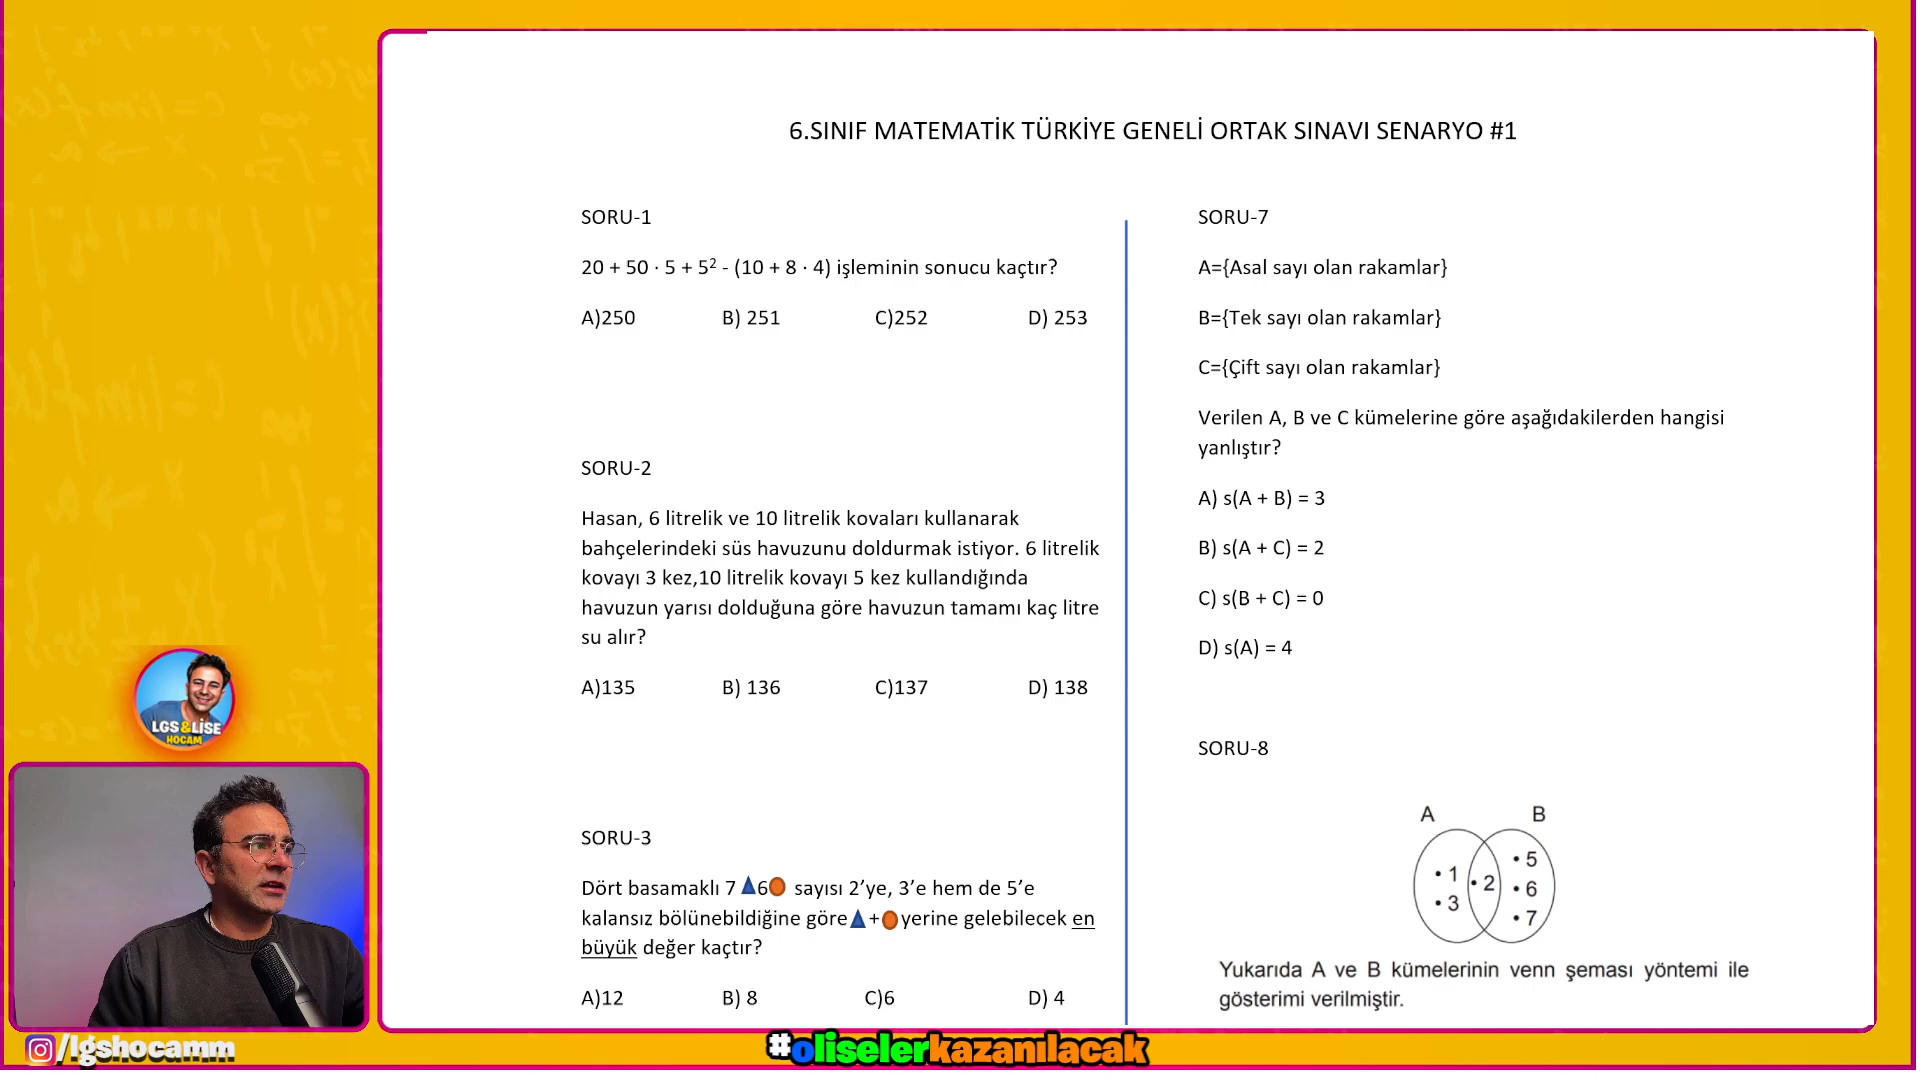 6.SINIF MATEMATİK TÜRKİYE GENELİ ORTAK SINAVI SENARYO #1
SORU-1
20 + 50 · 5 + 5² - (10 + 8 · 4) işleminin sonucu kaçtır?
A)250 B) 251 C)252 D) 253
SORU-2
Hasan, 6 litrelik ve 10 litrelik kovaları kullanarak
bahçelerindeki süs havuzunu doldurmak istiyor. 6 litrelik
kovayı 3 kez,10 litrelik kovayı 5 kez kullandığında
havuzun yarısı dolduğuna göre havuzun tamamı kaç litre
su alır?
A)135 B) 136 C)137 D) 138
SORU-3
Dört basamaklı 7 6 sayısı 2’ye, 3’e hem de 5’e
kalansız bölünebildiğine göre + yerine gelebilecek en
büyük değer kaçtır?
A)12 B) 8 C)6 D) 4
SORU-7
A={Asal sayı olan rakamlar}
B={Tek sayı olan rakamlar}
C={Çift sayı olan rakamlar}
Verilen A, B ve C kümelerine göre aşağıdakilerden hangisi
yanlıştır?
A) s(A + B) = 3
B) s(A + C) = 2
C) s(B + C) = 0
D) s(A) = 4
SORU-8
A B
• 1 • 3 • 2 • 5 • 6 • 7
Yukarıda A ve B kümelerinin venn şeması yöntemi ile
gösterimi verilmiştir.
LGS&LİSE
HOCAM
/lgshocamm
#oliselerkazanılacak